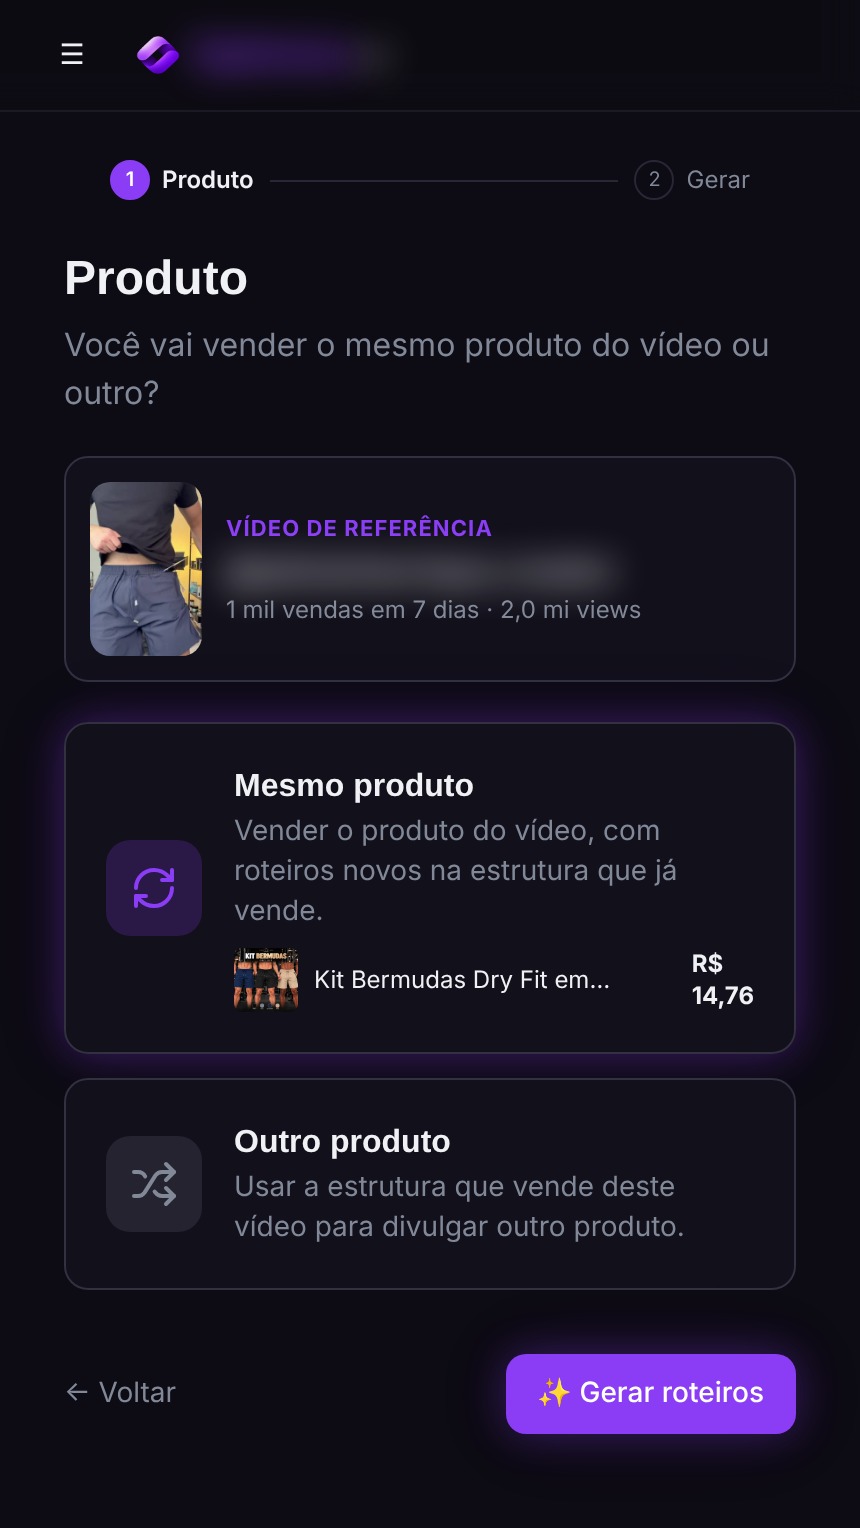 1 Produto
2 Gerar
Produto
Você vai vender o mesmo produto do vídeo ou
outro?
VÍDEO DE REFERÊNCIA
1 mil vendas em 7 dias · 2,0 mi views
Mesmo produto
Vender o produto do vídeo, com
roteiros novos na estrutura que já
vende.
KIT BERMUDAS
Kit Bermudas Dry Fit em...
R$
14,76
Outro produto
Usar a estrutura que vende deste
vídeo para divulgar outro produto.
← Voltar
✨ Gerar roteiros